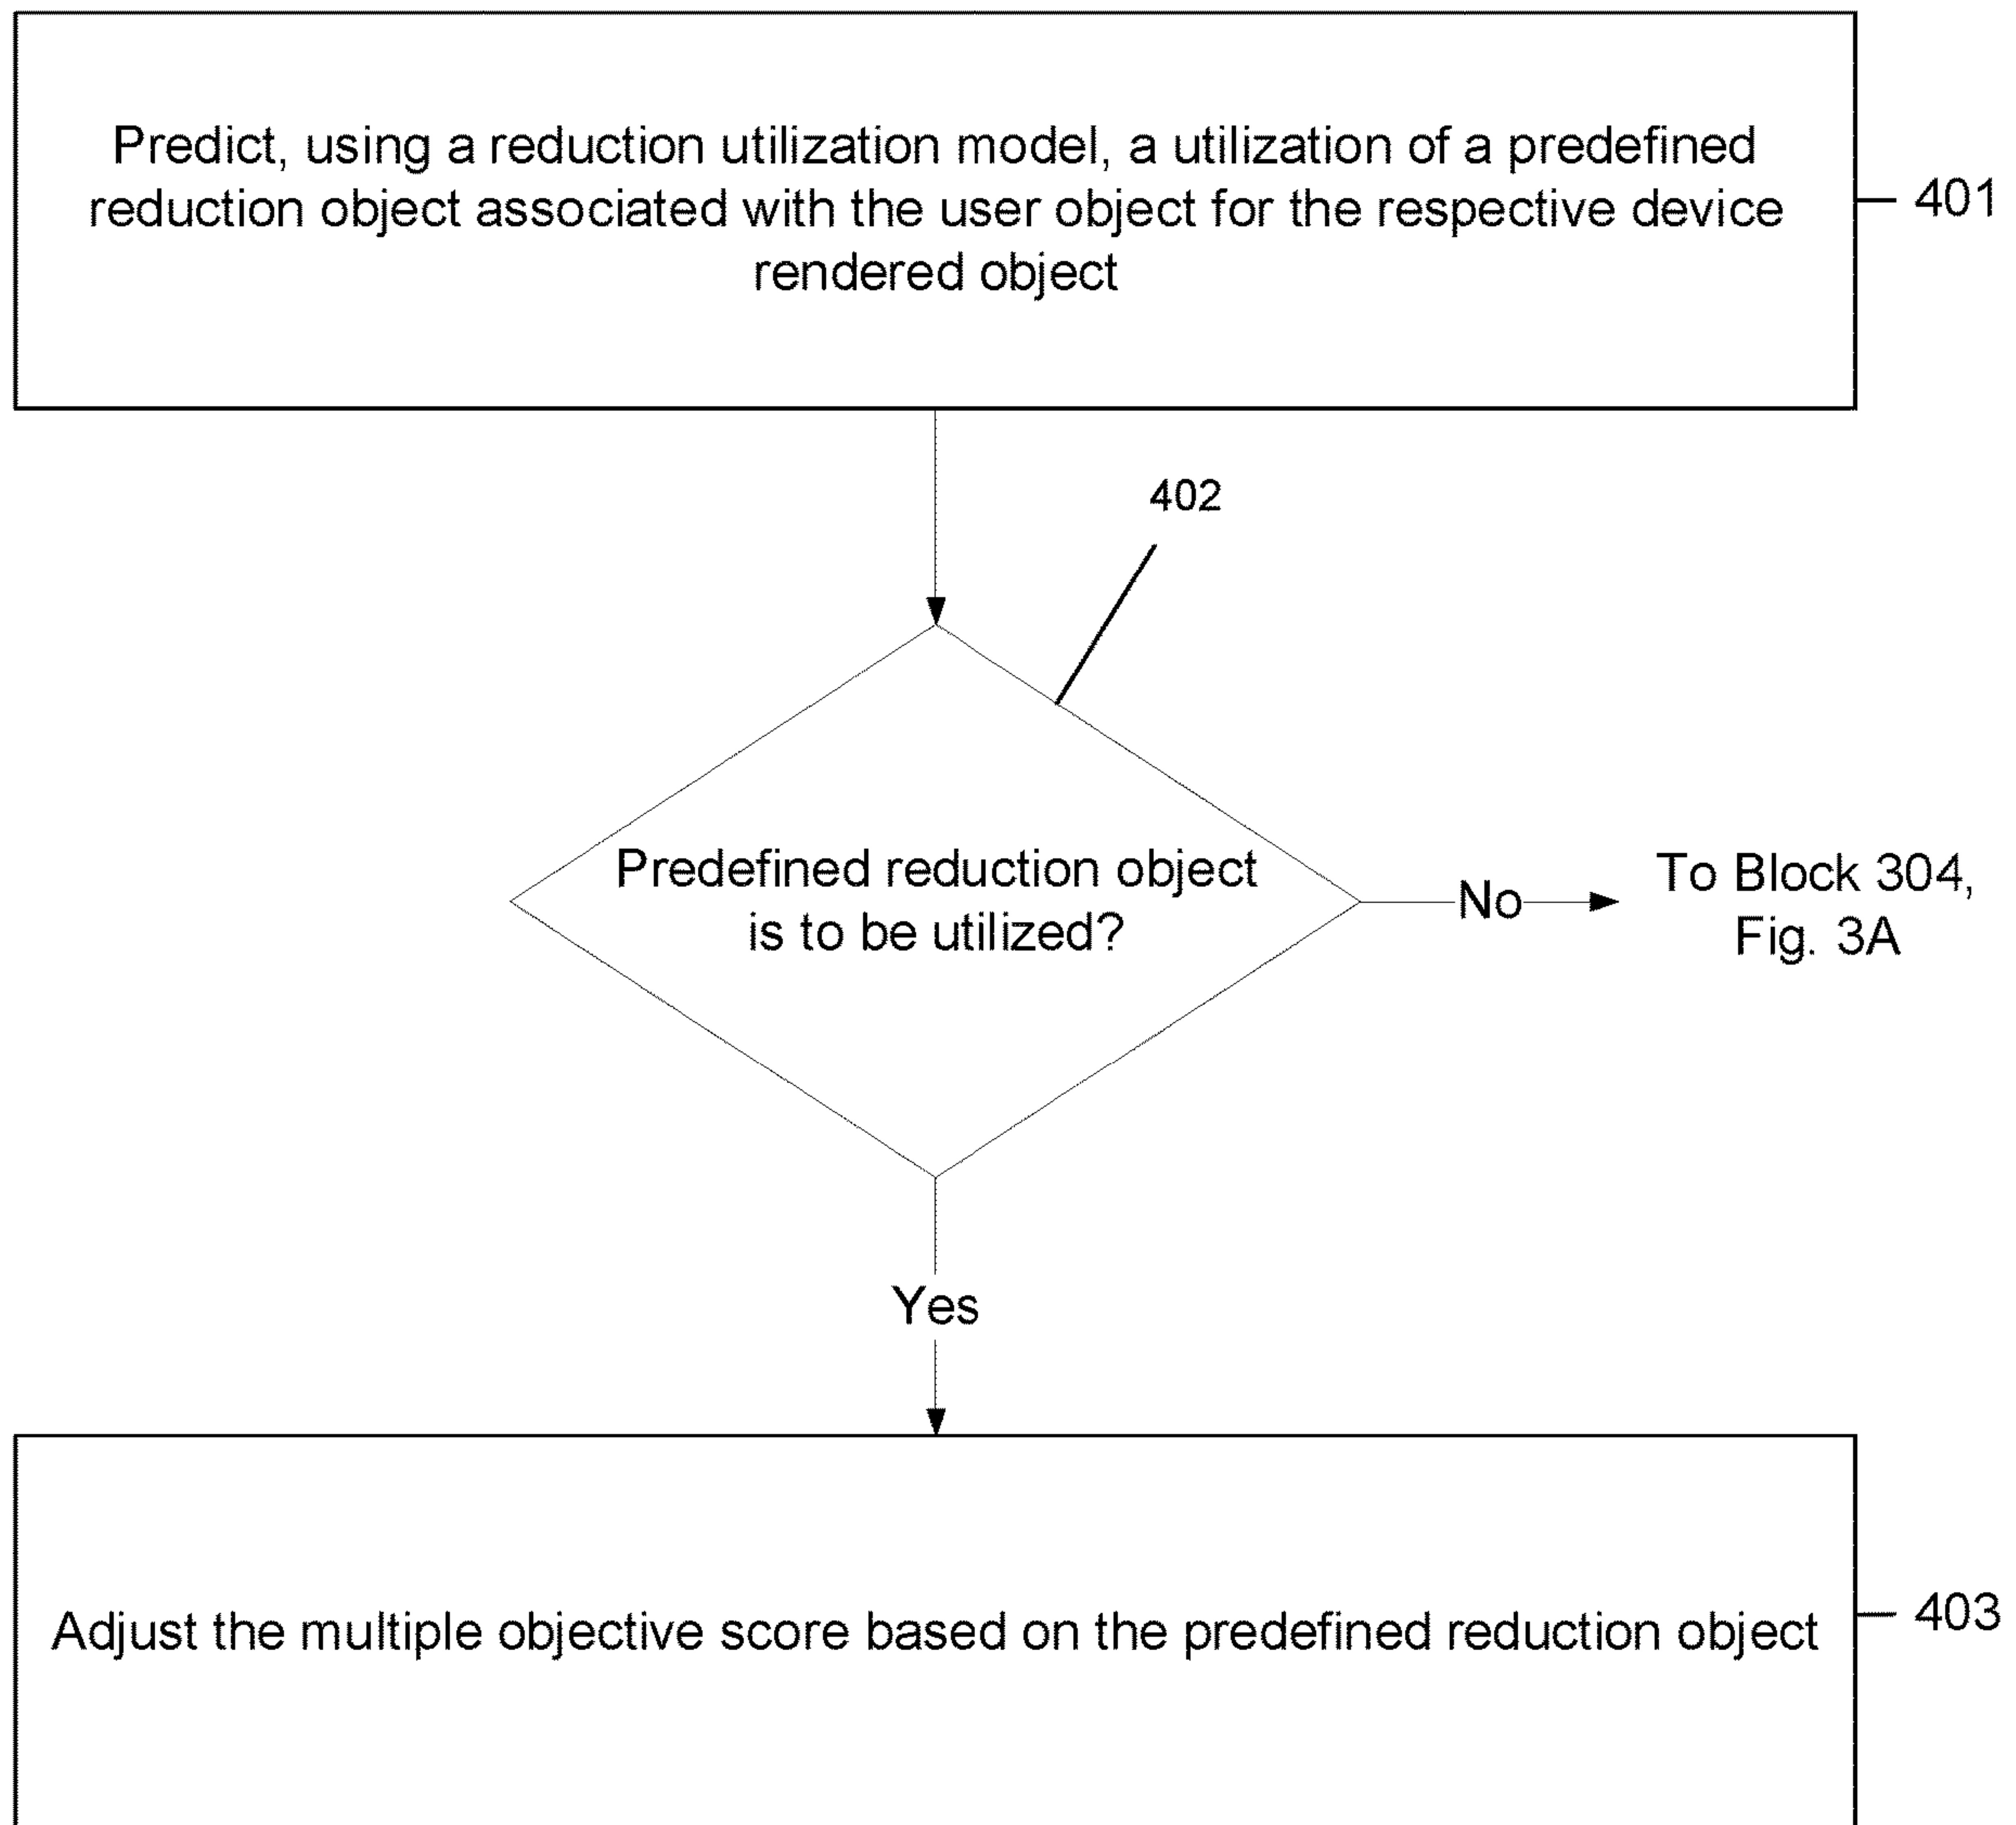 Predict, using a reduction utilization model, a utilization of a predefined
reduction object associated with the user object for the respective device
rendered object
401
402
Predefined reduction object
is to be utilized?
No
To Block 304,
Fig. 3A
Yes
Adjust the multiple objective score based on the predefined reduction object
403